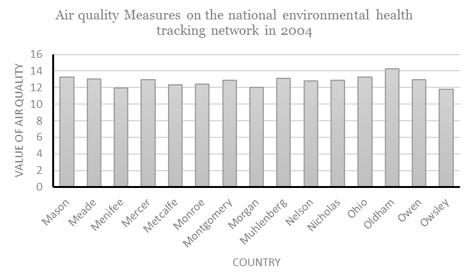 Air quality Measures on the national environmental health
tracking network in 2004
VALUE OF AIR QUALITY
16
14
12
10
8
6
4
2
0
Mason
Meade
Menifee
Mercer
Metcalfe
Monroe
Montgomery
Morgan
Muhlenberg
Nelson
Nicholas
Ohio
Oldham
Owen
Owsley
COUNTRY